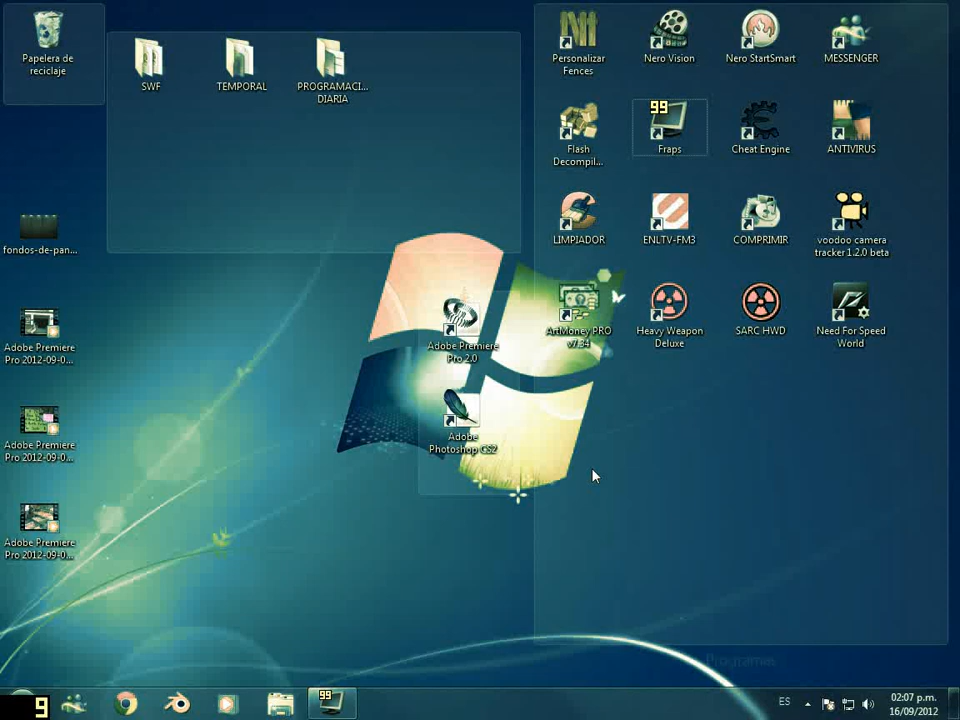 Papelera de
reciclaje
SWF
TEMPORAL
PROGRAMACI...
DIARIA
Personalizar
Fences
Nero Vision
Nero StartSmart
MESSENGER
Flash
Decompil...
99
Fraps
Cheat Engine
ANTIVIRUS
LIMPIADOR
ENLTV-FM3
COMPRIMIR
voodoo camera
tracker 1.2.0 beta
fondos-de-pan...
ArtMoney PRO
v7.34
Heavy Weapon
Deluxe
SARC HWD
Need For Speed
World
Adobe Premiere
Pro 2012-09-0...
Adobe Premiere
Pro 2.0
Adobe Premiere
Pro 2012-09-0...
Adobe
Photoshop CS2
Adobe Premiere
Pro 2012-09-0...
Programas
9
99
ES
02:07 p.m.
16/09/2012